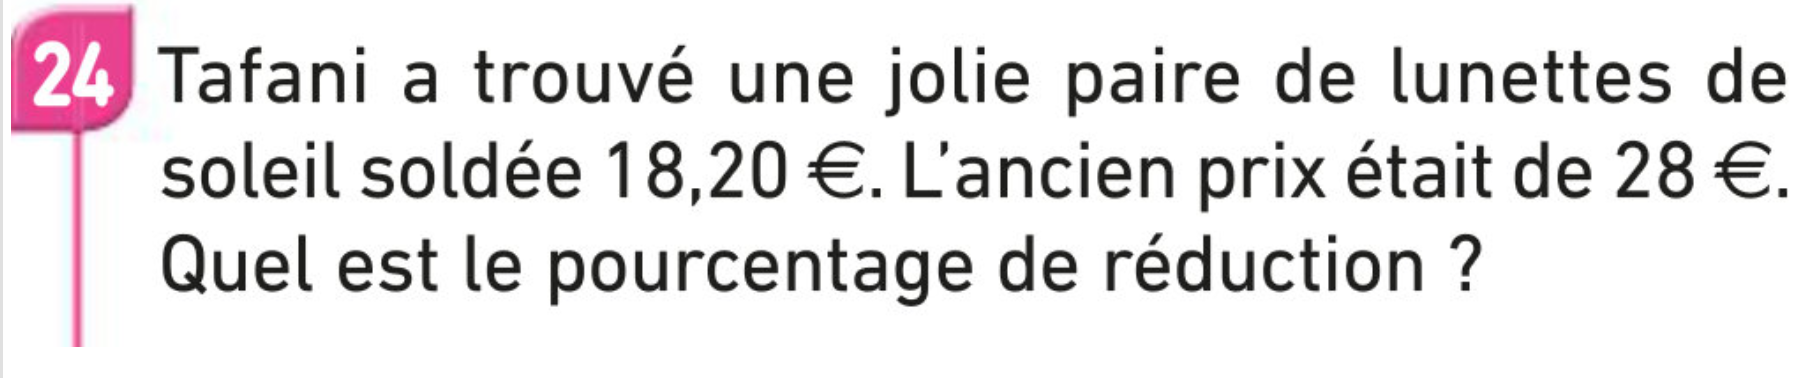 24 Tafani a trouvé une jolie paire de lunettes de
soleil soldée 18,20 €. L'ancien prix était de 28 €.
Quel est le pourcentage de réduction ?